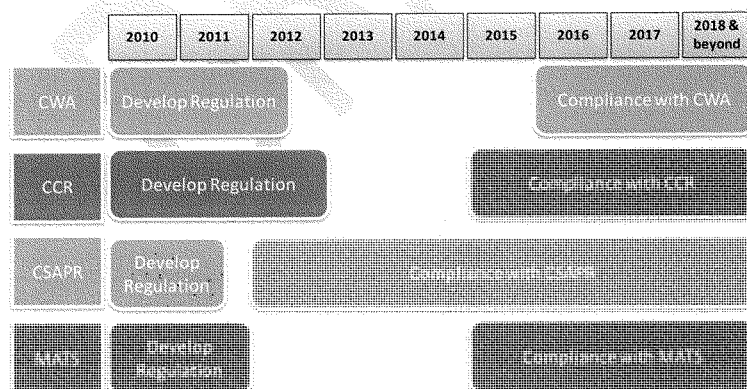 2010 2011 2012 2013 2014 2015 2016 2017 2018 &
beyond
CWA Develop Regulation Compliance with CWA
CCR Develop Regulation Compliance with CCR
CSAPR Develop
Regulation Compliance with CSAPR
MATS Develop
Regulation Compliance with MATS